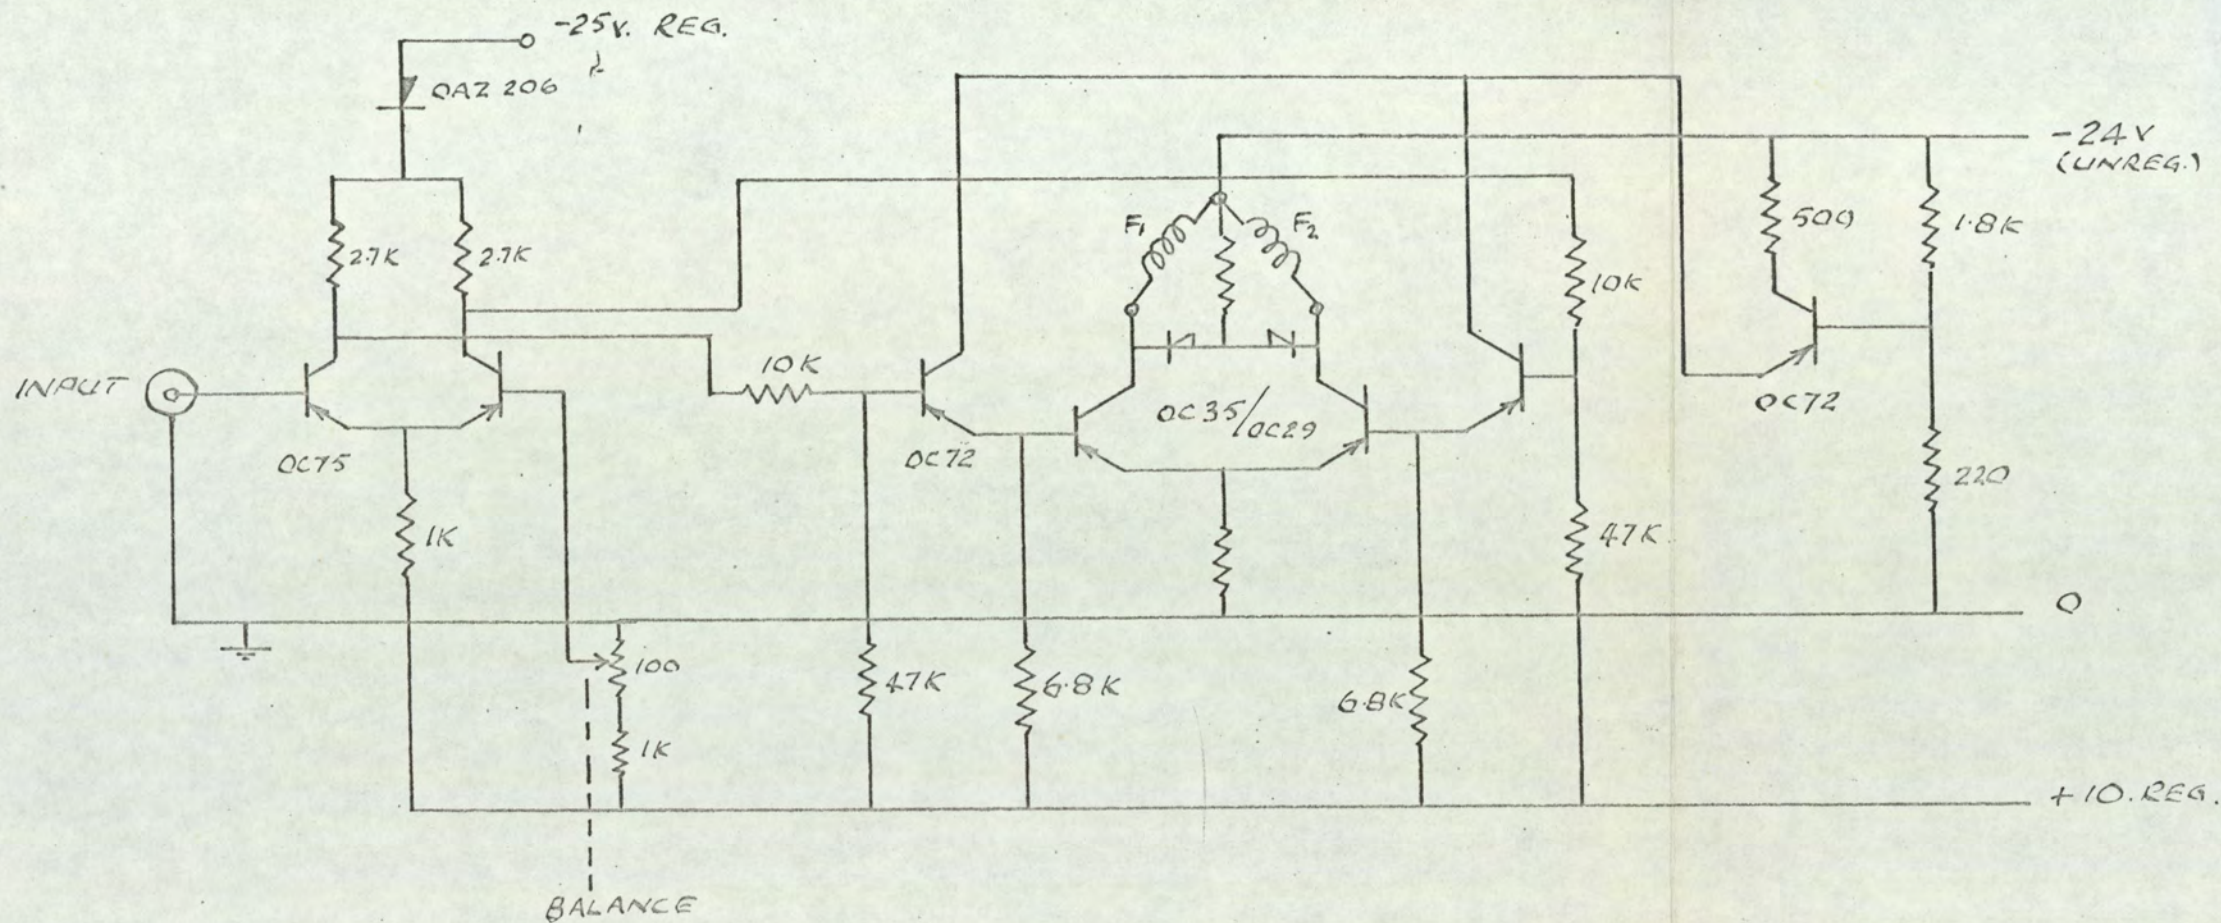 -25V. REG.
OAZ 206
-24V
(UNREG.)
F1
F2
500
1.8K
2.7K
2.7K
10K
INPUT
10K
OC35/OC29
OC72
OC75
OC72
220
1K
47K
0
100
47K
6.8K
6.8K
1K
+10. REG.
BALANCE